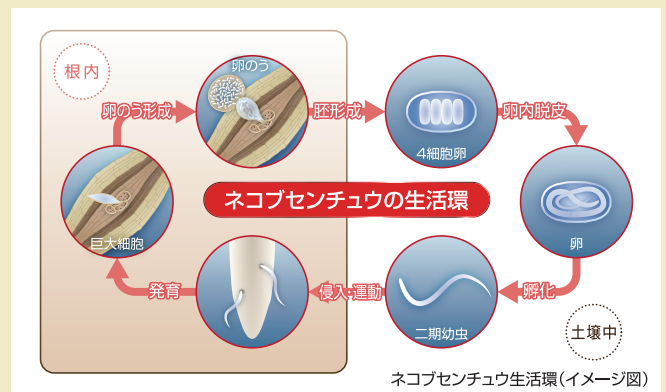 根内
卵のう
卵のう形成
胚形成
4細胞卵
卵内脱皮
卵
孵化
土壌中
二期幼虫
侵入・運動
発育
巨大細胞
ネコブセンチュウの生活環
ネコブセンチュウ生活環(イメージ図)